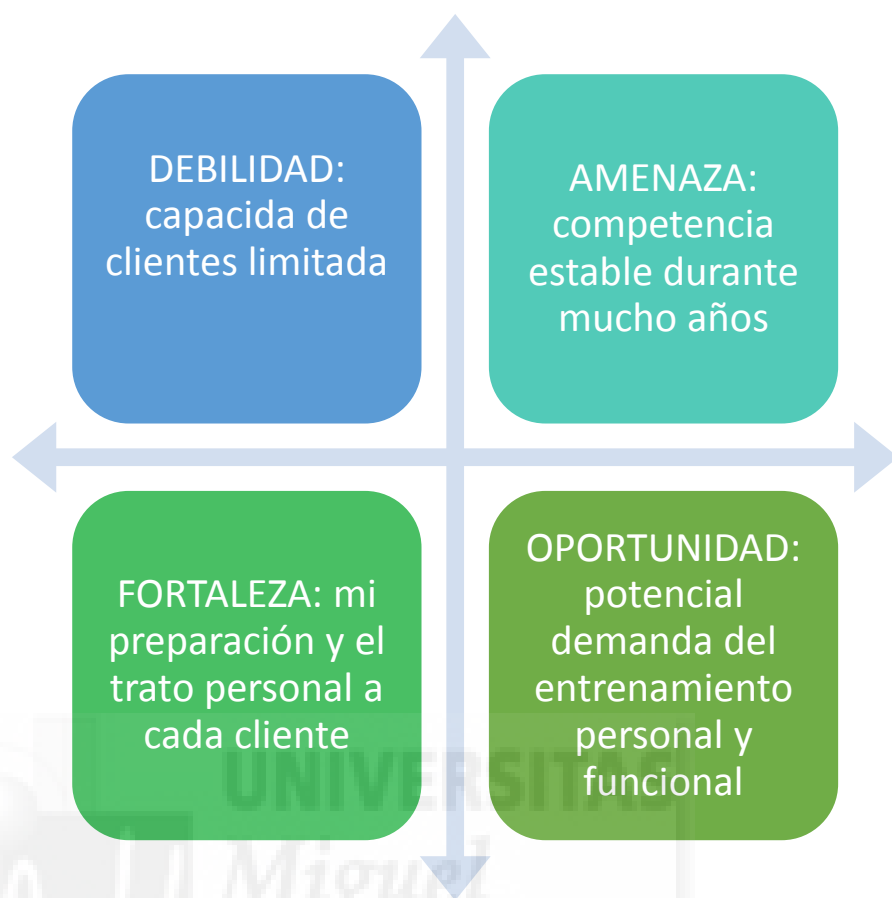 DEBILIDAD:
capacida de
clientes limitada
AMENAZA:
competencia
estable durante
mucho años
FORTALEZA: mi
preparación y el
trato personal a
cada cliente
OPORTUNIDAD:
potencial
demanda del
entrenamiento
personal y
funcional
UNIVERSITAS
Miguel